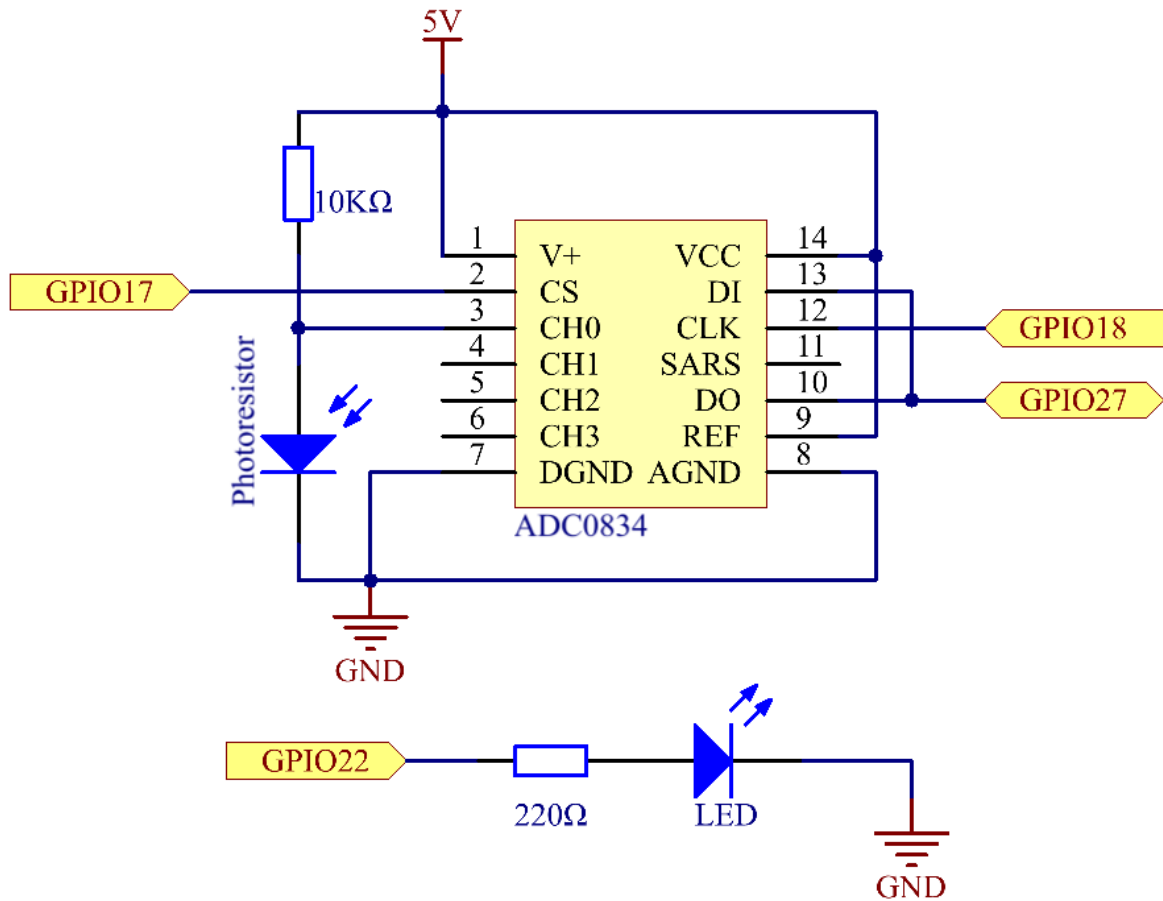 5V
10KΩ
GPIO17
Photoresistor
1
2
3
4
5
6
7
V+
CS
CH0
CH1
CH2
CH3
DGND
VCC
DI
CLK
SARS
DO
REF
AGND
14
13
12
11
10
9
8
ADC0834
GPIO18
GPIO27
GND
GPIO22
220Ω
LED
GND